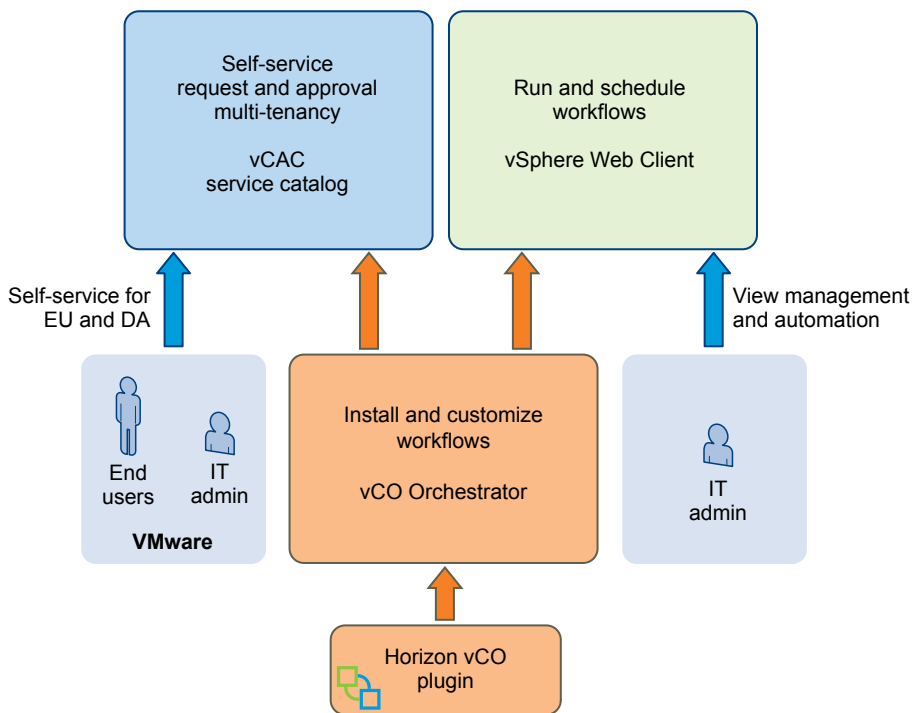 Self-service
request and approval
multi-tenancy
vCAC
service catalog
Run and schedule
workflows
vSphere Web Client
Self-service for
EU and DA
View management
and automation
End
users
IT
admin
VMware
Install and customize
workflows
vCO Orchestrator
IT
admin
Horizon vCO
plugin